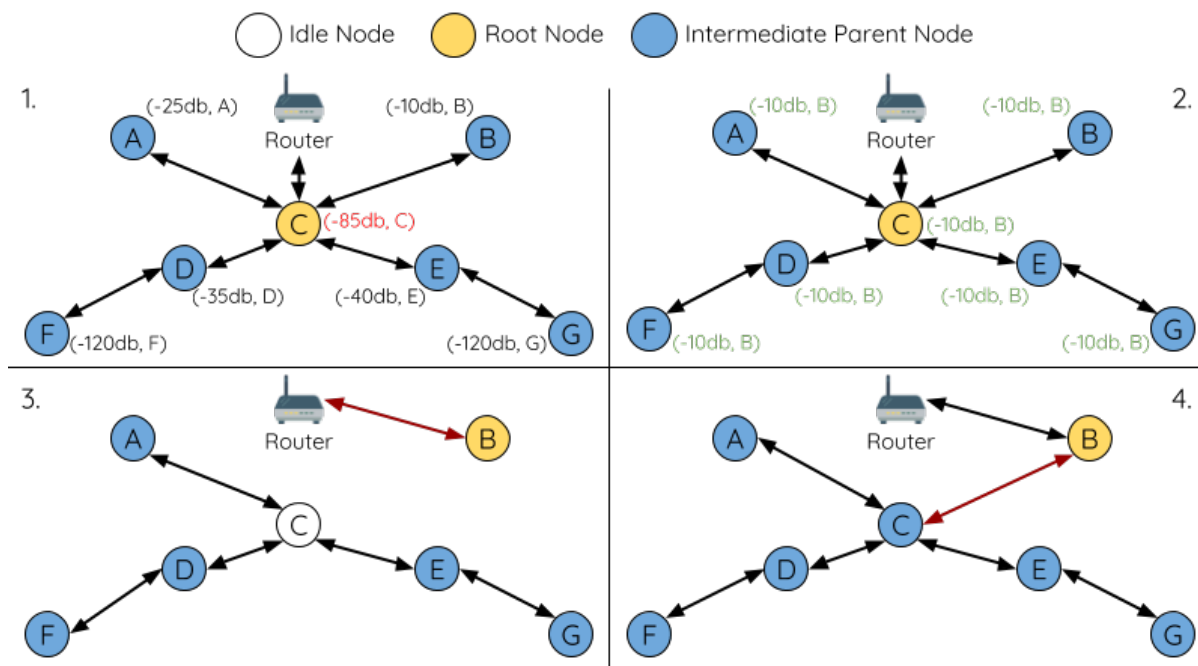 Idle Node
Root Node
Intermediate Parent Node
1.
(-25db, A)
(-10db, B)
A
Router
B
C
(-85db, C)
D
E
(-35db, D)
(-40db, E)
F
(-120db, F)
(-120db, G)
G
2.
(-10db, B)
(-10db, B)
A
Router
B
C
(-10db, B)
D
E
(-10db, B)
(-10db, B)
F
(-10db, B)
(-10db, B)
G
3.
A
Router
B
C
D
E
F
G
4.
A
Router
B
C
D
E
F
G